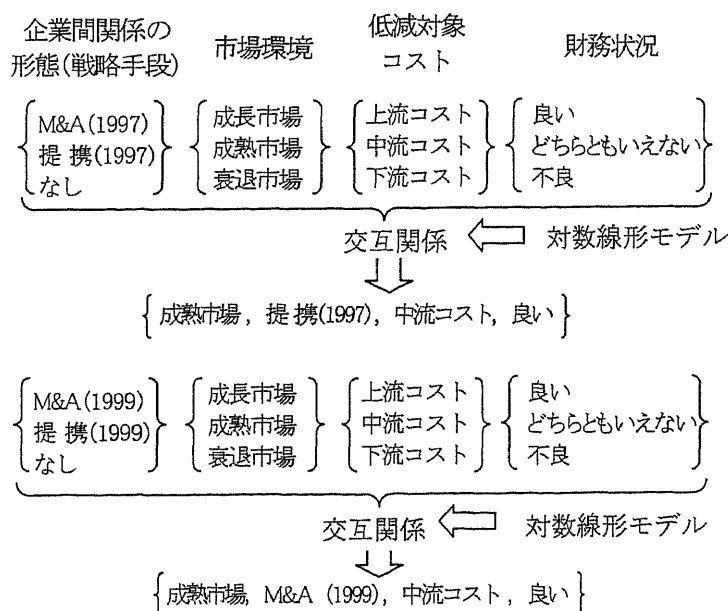 企業間関係の 形態(戦略手段) 市場環境 低減対象 コスト 財務状況
M&A(1997) 成長市場 上流コスト 良い
提 携(1997) 成熟市場 中流コスト どちらともいえない
なし 衰退市場 下流コスト 不良
交互関係 対数線形モデル
{成熟市場, 提 携(1997), 中流コスト, 良い}
M&A(1999) 成長市場 上流コスト 良い
提 携(1999) 成熟市場 中流コスト どちらともいえない
なし 衰退市場 下流コスト 不良
交互関係 対数線形モデル
{成熟市場, M&A (1999), 中流コスト, 良い}